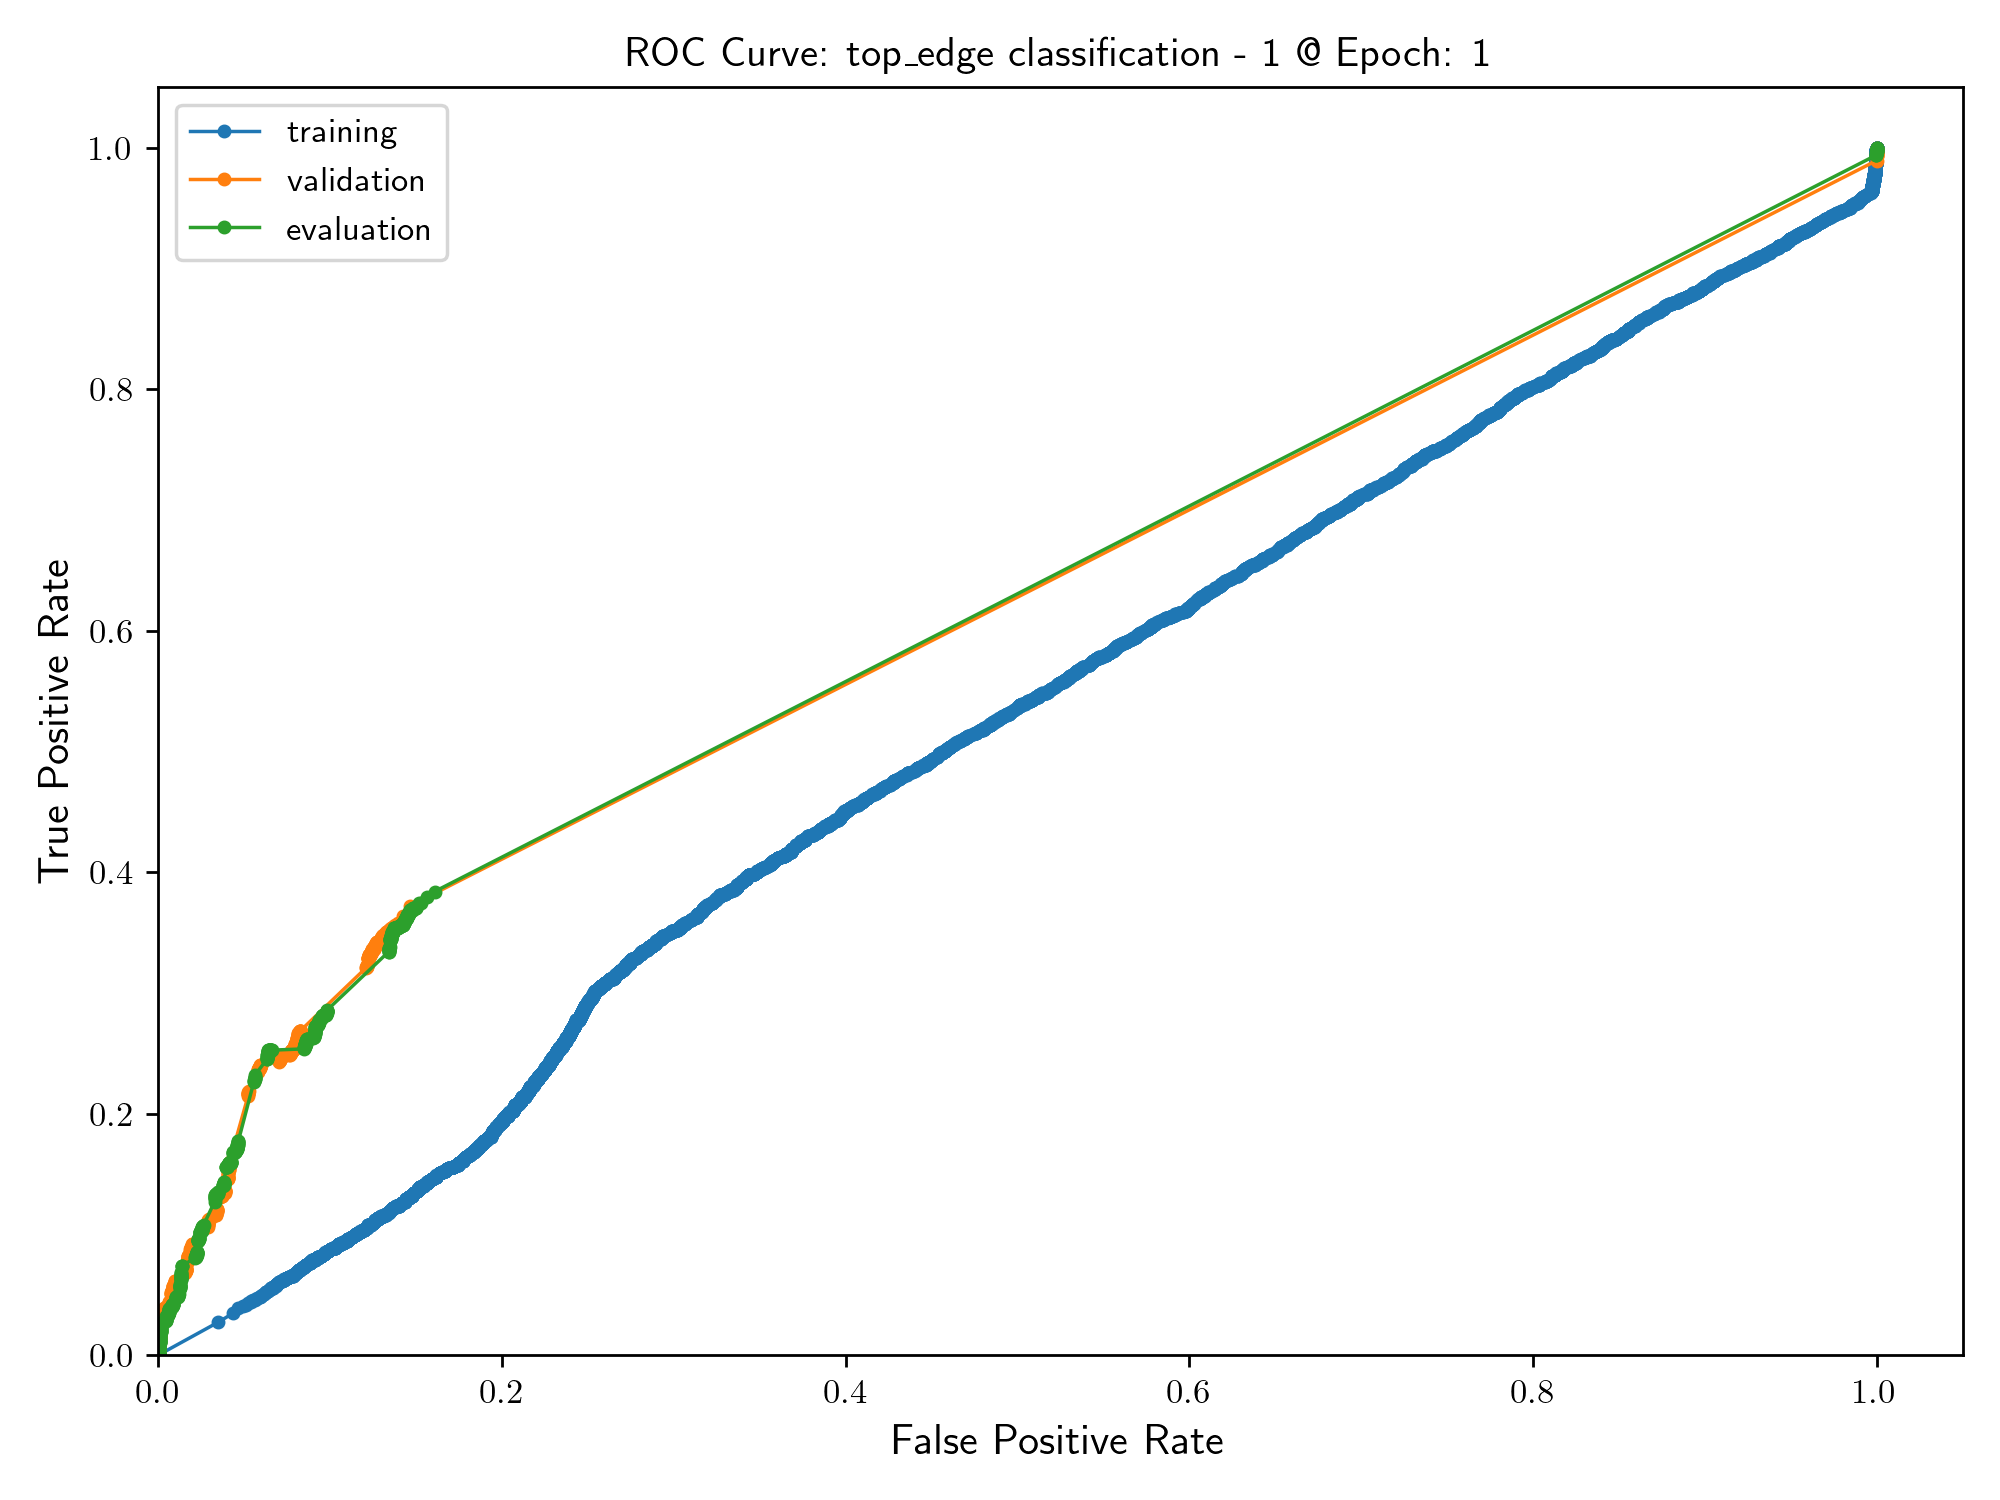 ROC Curve: top_edge classification - 1 @ Epoch: 1
training
validation
evaluation
True Positive Rate
1.0
0.8
0.6
0.4
0.2
0.0
0.0 0.2 0.4 0.6 0.8 1.0
False Positive Rate